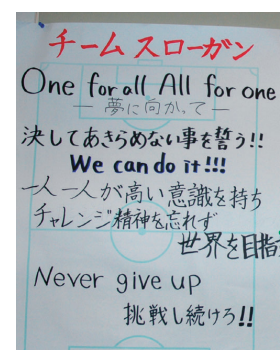 チームスローガン
One for all All for one
― 夢に向かって ―
決してあきらめない事を誓う!!
We can do it!!!
一人一人が高い意識を持ち
チャレンジ精神を忘れず
世界を目指
Never give up
挑戦し続けろ!!